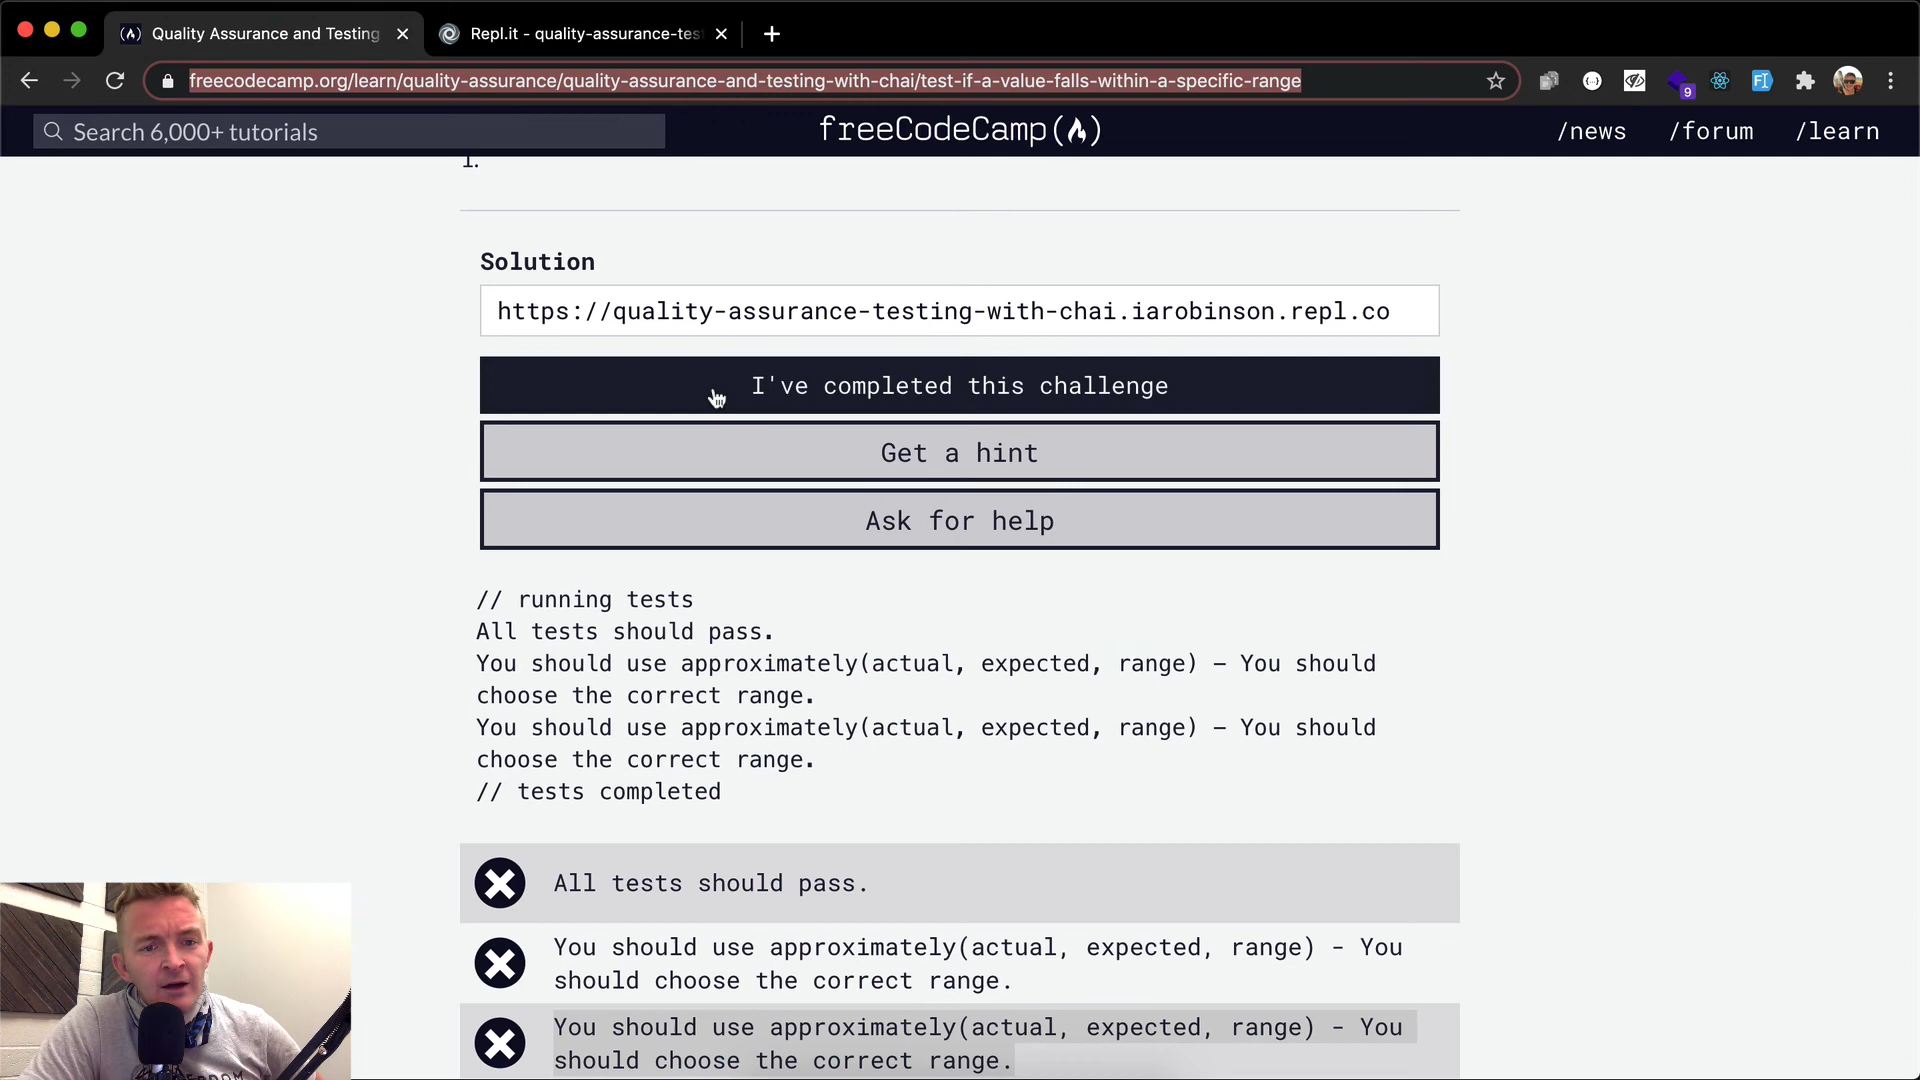 Quality Assurance and Testing
Repl.it - quality-assurance-tes
freecodecamp.org/learn/quality-assurance/quality-assurance-and-testing-with-chai/test-if-a-value-falls-within-a-specific-range
9
Search 6,000+ tutorials
freeCodeCamp
/news
/forum
/learn
1.
Solution
https://quality-assurance-testing-with-chai.iarobinson.repl.co
I've completed this challenge
Get a hint
Ask for help
// running tests
All tests should pass.
You should use approximately(actual, expected, range) – You should
choose the correct range.
You should use approximately(actual, expected, range) – You should
choose the correct range.
// tests completed
All tests should pass.
You should use approximately(actual, expected, range) - You
should choose the correct range.
You should use approximately(actual, expected, range) - You
should choose the correct range.